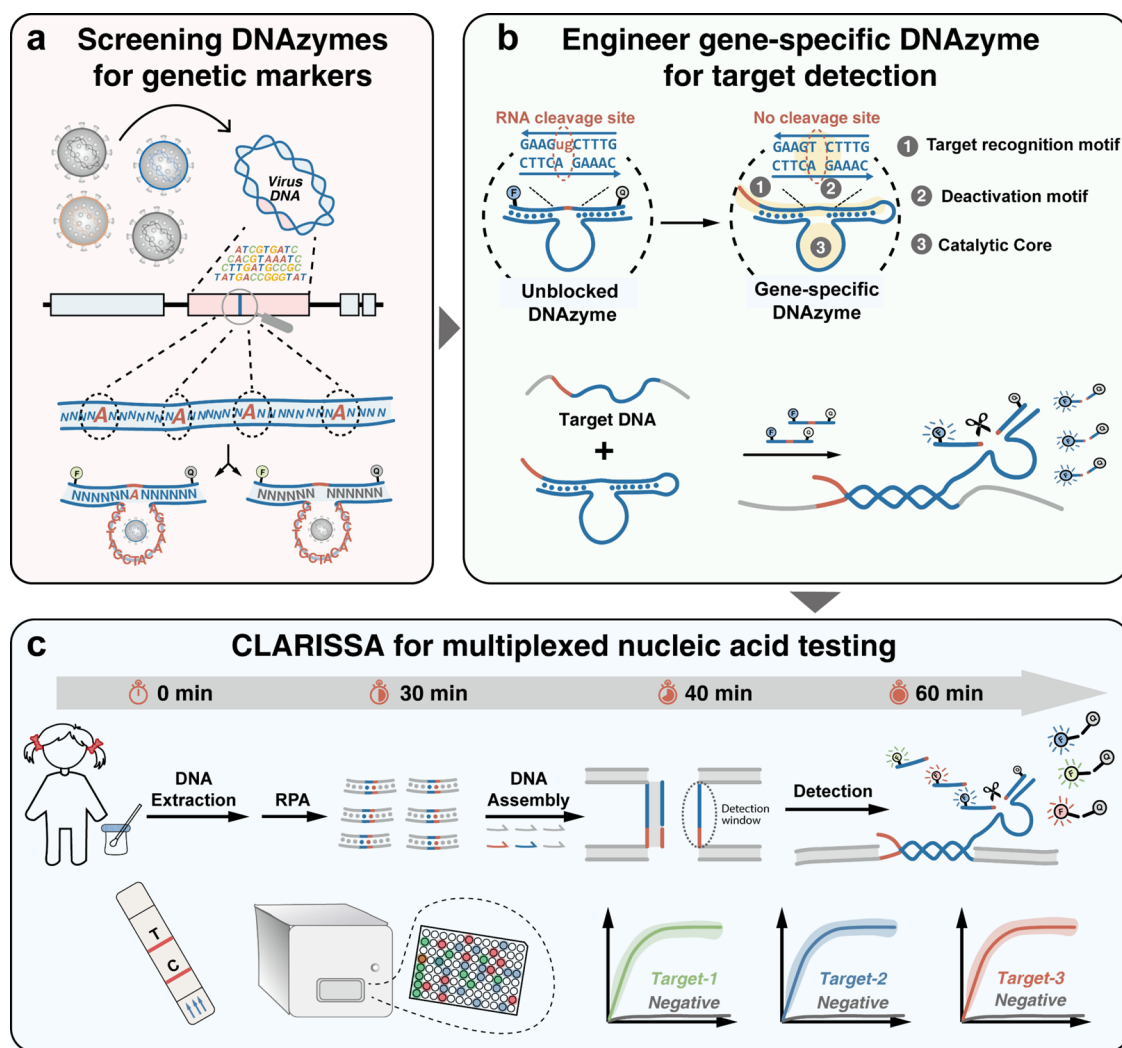 a
Screening DNAzymes
for genetic markers
Virus
DNA
ATCGTGATC
CACGTAAATC
CTTGATGCCGC
TATGACCGGGTAT
F
Q
NNNNNNANNNNNN
F
Q
NNNNNN NNNNNN
b
Engineer gene-specific DNAzyme
for target detection
RNA cleavage site
GAAGugCTTTG
CTTCA GAAAC
F
Q
Unblocked
DNAzyme
No cleavage site
GAAGT CTTTG
CTTCA GAAAC
1
2
3
Gene-specific
DNAzyme
1 Target recognition motif
2 Deactivation motif
3 Catalytic Core
Target DNA
+
F
Q
F
Q
F
Q
F
Q
F
Q
F
Q
c
CLARISSA for multiplexed nucleic acid testing
0 min
30 min
40 min
60 min
DNA
Extraction
RPA
DNA
Assembly
Detection
window
Detection
Q
F
Q
F
Q
F
Q
T
C
Target-1
Negative
Target-2
Negative
Target-3
Negative